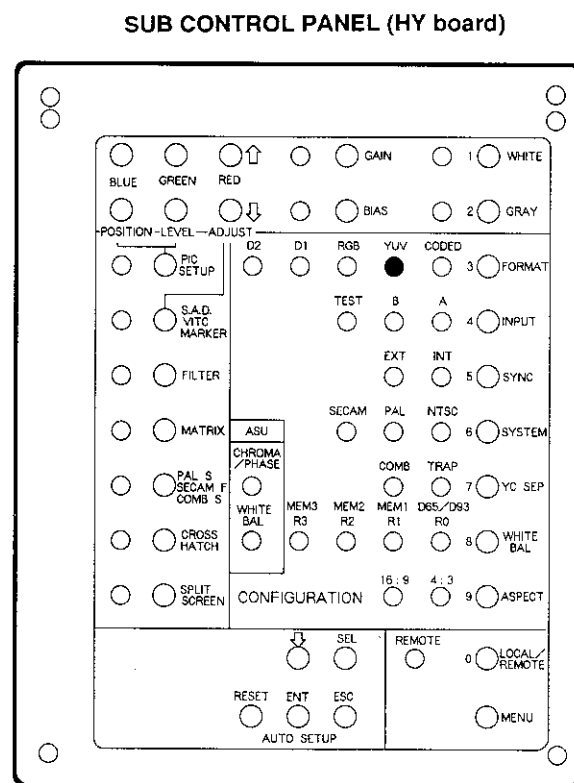 SUB CONTROL PANEL (HY board)
GAIN 1 WHITE
BLUE GREEN RED
BIAS 2 GRAY
POSITION LEVEL ADJUST
D2 D1 RGB YUV CODED
PIC SETUP 3 FORMAT
TEST B A
S.A.D. VITC MARKER 4 INPUT
EXT INT
FILTER 5 SYNC
SECAM PAL NTSC
MATRIX ASU 6 SYSTEM
CHROMA /PHASE COMB TRAP
PAL S SECAM F COMB S 7 YC SEP
WHITE BAL MEM3 MEM2 MEM1 D65/D93
R3 R2 R1 R0
CROSS HATCH 8 WHITE BAL
16:9 4:3
SPLIT SCREEN CONFIGURATION 9 ASPECT
SEL REMOTE
0 LOCAL/ REMOTE
RESET ENT ESC
MENU
AUTO SETUP